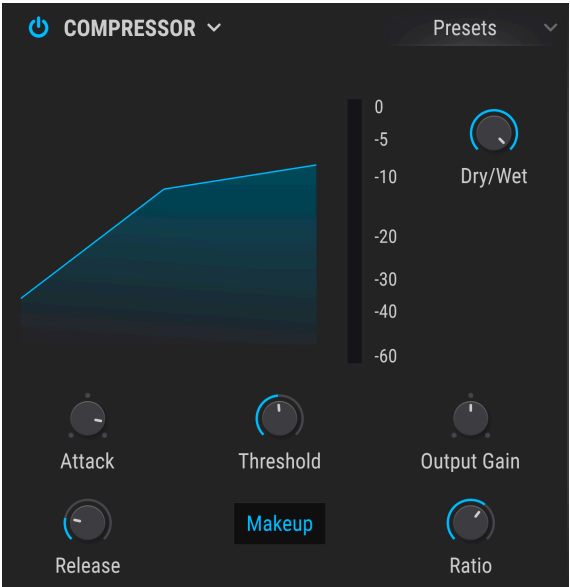 COMPRESSOR
Presets
0
-5
-10
-20
-30
-40
-60
Dry/Wet
Attack
Threshold
Output Gain
Release
Makeup
Ratio